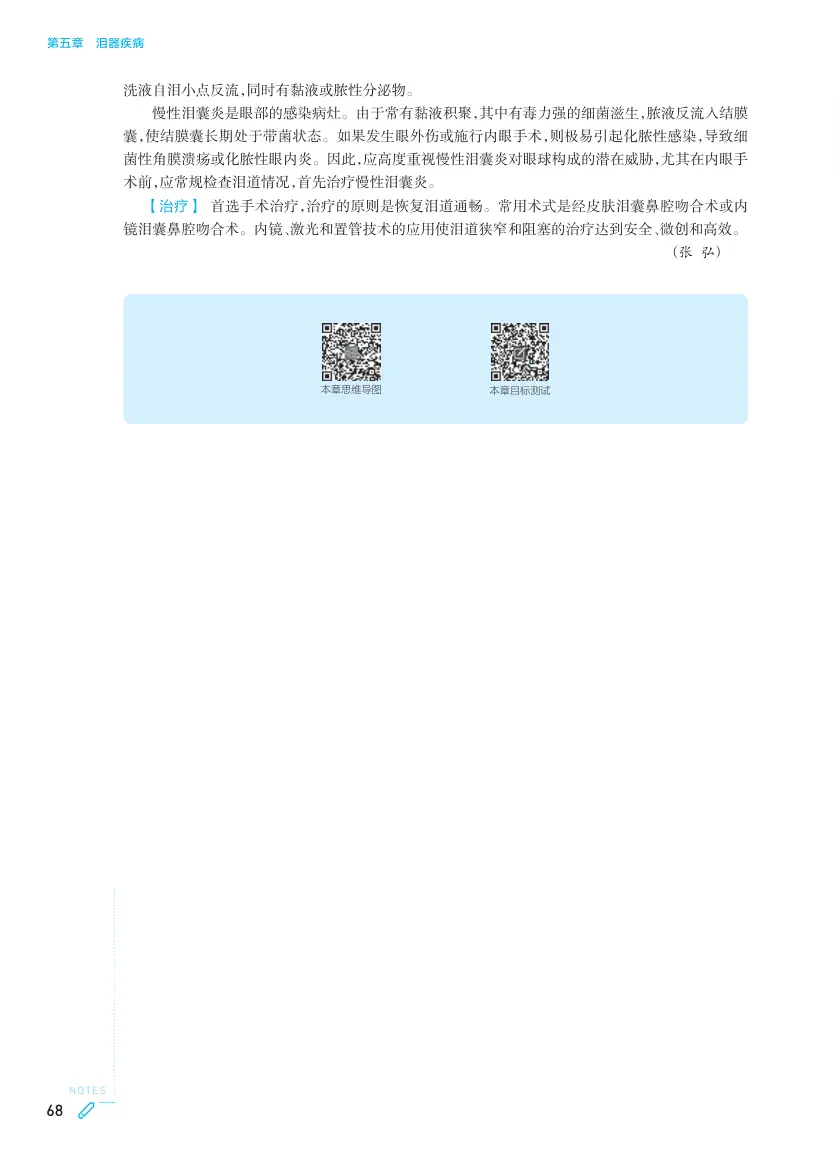 第五章 泪器疾病
洗液自泪小点反流,同时有黏液或脓性分泌物。
慢性泪囊炎是眼部的感染病灶。由于常有黏液积聚,其中有毒力强的细菌滋生,脓液反流入结膜
囊,使结膜囊长期处于带菌状态。如果发生眼外伤或施行内眼手术,则极易引起化脓性感染,导致细
菌性角膜溃疡或化脓性眼内炎。因此,应高度重视慢性泪囊炎对眼球构成的潜在威胁,尤其在内眼手
术前,应常规检查泪道情况,首先治疗慢性泪囊炎。
【治疗】 首选手术治疗,治疗的原则是恢复泪道通畅。常用术式是经皮肤泪囊鼻腔吻合术或内
镜泪囊鼻腔吻合术。内镜、激光和置管技术的应用使泪道狭窄和阻塞的治疗达到安全、微创和高效。
(张 弘)
本章思维导图
本章目标测试
NOTES
68